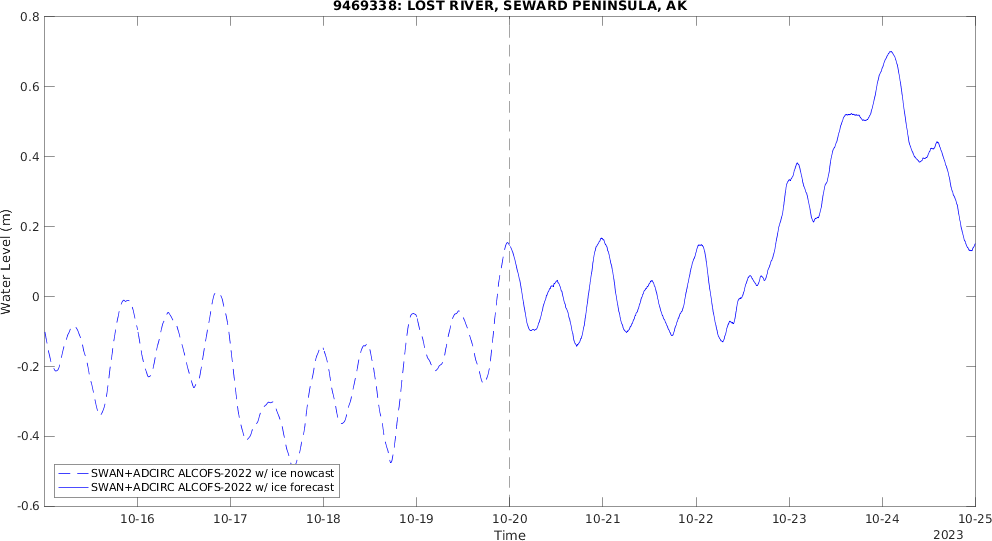 9469338: LOST RIVER, SEWARD PENINSULA, AK
0.8
0.6
0.4
0.2
0
-0.2
-0.4
-0.6
Water Level (m)
SWAN+ADCIRC ALCOFS-2022 w/ ice nowcast
SWAN+ADCIRC ALCOFS-2022 w/ ice forecast
10-16 10-17 10-18 10-19 10-20 10-21 10-22 10-23 10-24 10-25
Time
2023